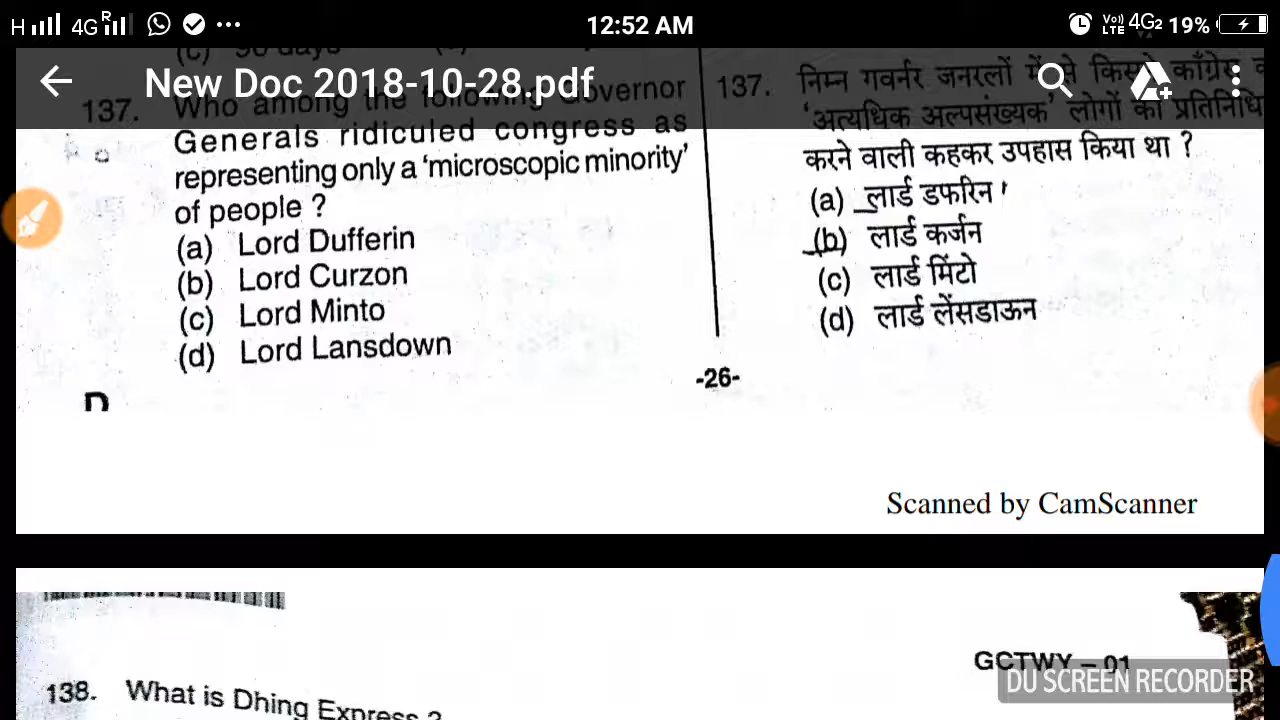 H 4G R 12:52 AM Vo) LTE 4G2 19%
New Doc 2018-10-28.pdf
137. Who among the following Governor
Generals ridiculed congress as
representing only a ‘microscopic minority’
of people ?
(a) Lord Dufferin
(b) Lord Curzon
(c) Lord Minto
(d) Lord Lansdown
D
137. निम्न गवर्नर जनरलों में से किसने काँग्रेस
‘अत्यधिक अल्पसंख्यक’ लोगों का
करने वाली कहकर उपहास किया था ?
(a) लार्ड डफरिन
(b) लार्ड कर्जन
(c) लार्ड मिंटो
(d) लार्ड लेंसडाऊन
-26-
Scanned by CamScanner
GCTWY – 01
138. What is Dhing Express ?
DU SCREEN RECORDER